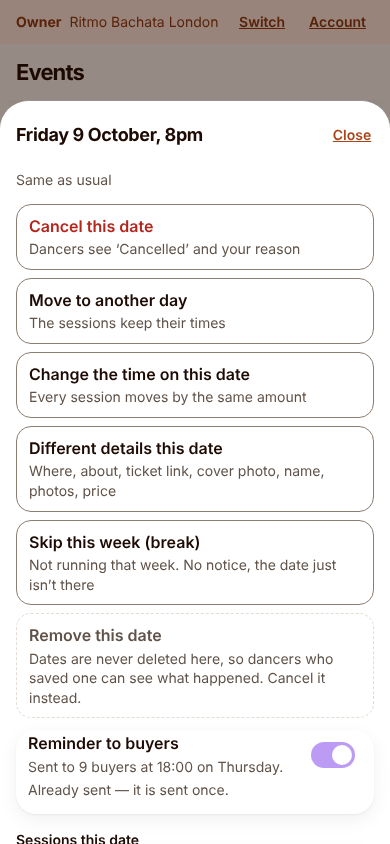 Owner Ritmo Bachata London Switch Account
Events
Friday 9 October, 8pm Close
Same as usual
Cancel this date
Dancers see ‘Cancelled’ and your reason
Move to another day
The sessions keep their times
Change the time on this date
Every session moves by the same amount
Different details this date
Where, about, ticket link, cover photo, name,
photos, price
Skip this week (break)
Not running that week. No notice, the date just
isn’t there
Remove this date
Dates are never deleted here, so dancers who
saved one can see what happened. Cancel it
instead.
Reminder to buyers
Sent to 9 buyers at 18:00 on Thursday.
Already sent — it is sent once.
Sessions this date